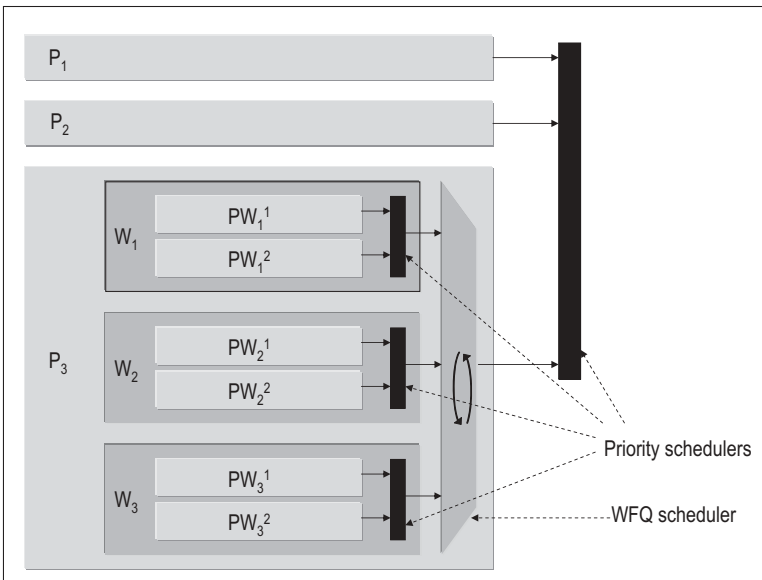 P₁
P₂
P₃
W₁
PW₁¹
PW₁²
W₂
PW₂¹
PW₂²
W₃
PW₃¹
PW₃²
Priority schedulers
WFQ scheduler